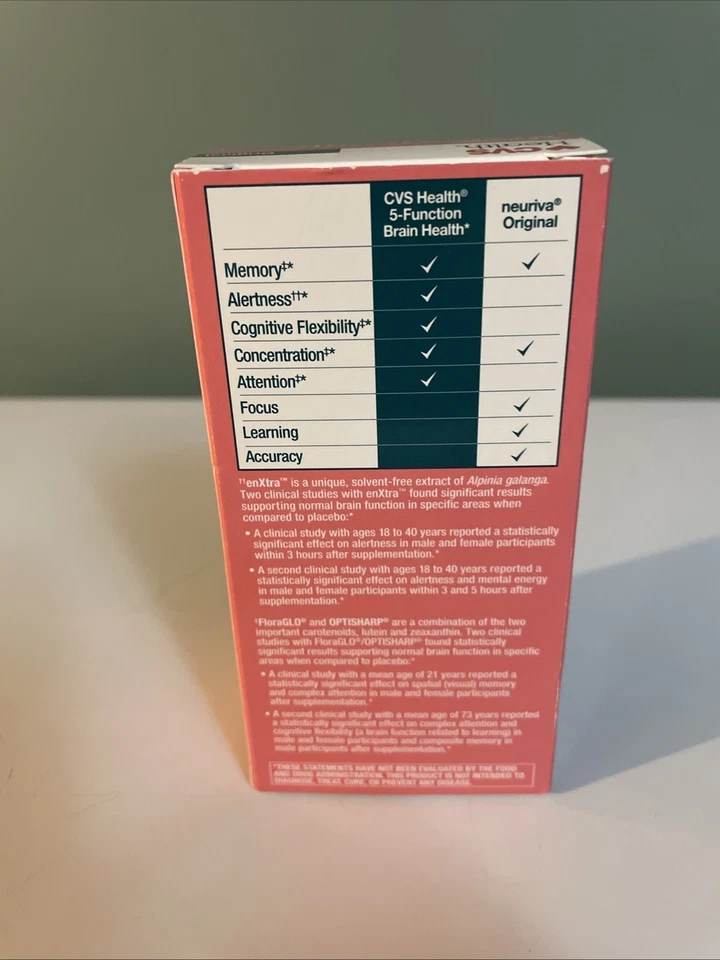 CVS
Health
CVS Health® 5-Function Brain Health* neuriva® Original
Memory‡* ✓ ✓
Alertness††* ✓
Cognitive Flexibility‡* ✓
Concentration‡* ✓ ✓
Attention‡* ✓
Focus ✓
Learning ✓
Accuracy ✓
††enXtra™ is a unique, solvent-free extract of Alpinia galanga.
Two clinical studies with enXtra™ found significant results
supporting normal brain function in specific areas when
compared to placebo:*
• A clinical study with ages 18 to 40 years reported a statistically
significant effect on alertness in male and female participants
within 3 hours after supplementation.*
• A second clinical study with ages 18 to 40 years reported a
statistically significant effect on alertness and mental energy
in male and female participants within 3 and 5 hours after
supplementation.*
‡FloraGLO® and OPTISHARP® are a combination of the two
important carotenoids, lutein and zeaxanthin. Two clinical
studies with FloraGLO®/OPTISHARP® found statistically
significant results supporting normal brain function in specific
areas when compared to placebo:*
• A clinical study with a mean age of 21 years reported a
statistically significant effect on spatial (visual) memory
and complex attention in male and female participants
after supplementation.*
• A second clinical study with a mean age of 73 years reported
a statistically significant effect on complex attention and
cognitive flexibility (a brain function related to learning) in
male and female participants and composite memory in
male participants after supplementation.*
*THESE STATEMENTS HAVE NOT BEEN EVALUATED BY THE FOOD
AND DRUG ADMINISTRATION. THIS PRODUCT IS NOT INTENDED TO
DIAGNOSE, TREAT, CURE, OR PREVENT ANY DISEASE.